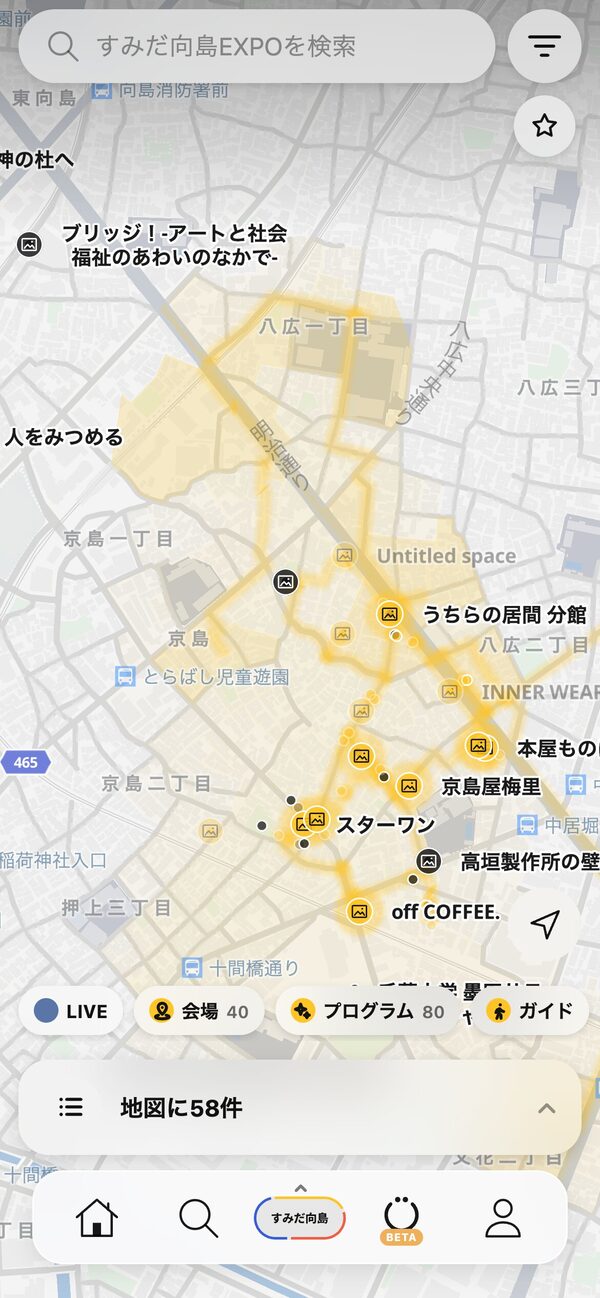 すみだ向島EXPOを検索
東向島
向島消防署前
神の杜へ
ブリッジ！-アートと社会
福祉のあわいのなかで-
八広一丁目
八広中央通り
八広三丁
人をみつめる
明治通り
京島一丁目
Untitled space
うちらの居間 分館
京島
八広二丁目
とらばし児童遊園
INNER WEAR
本屋もの
465
京島二丁目
京島屋梅里
スターワン
中居堀
稲荷神社入口
高垣製作所の壁
押上三丁目
off COFFEE.
十間橋通り
LIVE
会場 40
プログラム 80
ガイド
地図に58件
文花二丁目
十間橋
丁目
すみだ向島
BETA